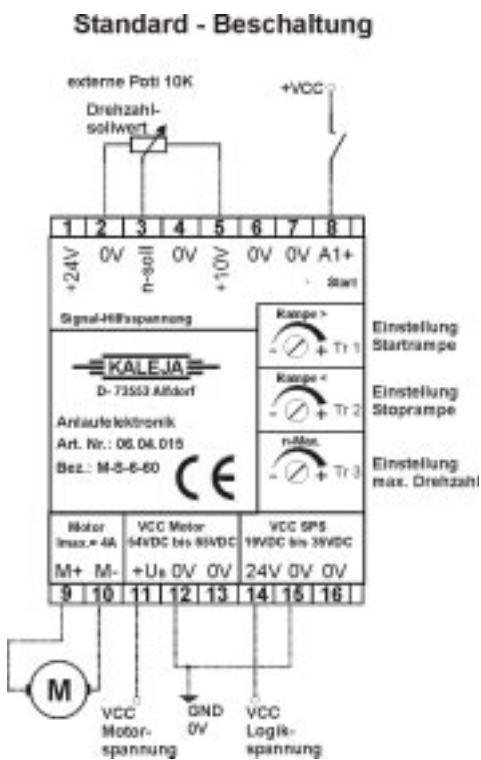 Standard - Beschaltung
externe Poti 10K
Drehzahl-
sollwert
+VCC
1 2 3 4 5 6 7 8
+24V 0V n-soll 0V +10V 0V 0V A1+
- Start
Signal-Hilfsspannung
Rampe >
- + Tr 1
Einstellung
Startrampe
KALEJA
D- 73553 Alfdorf
Rampe <
- + Tr 2
Einstellung
Stoprampe
Anlaufelektronik
Art. Nr.: 06.04.015
Bez.: M-S-6-60
CE
n-Max.
- + Tr 3
Einstellung
max. Drehzahl
Motor
Imax.= 4A
VCC Motor
54VDC bis 65VDC
VCC SPS
19VDC bis 35VDC
M+ M- +UB 0V 0V 24V 0V 0V
9 10 11 12 13 14 15 16
M
VCC
Motor-
spannung
GND
0V
VCC
Logik-
spannung